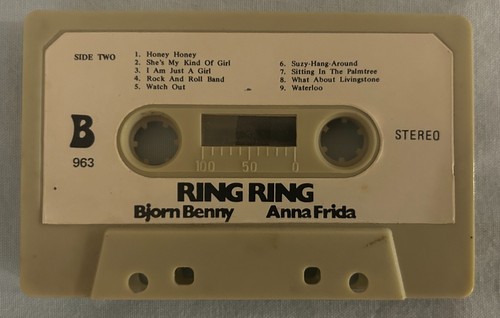 SIDE TWO
1. Honey Honey
2. She's My Kind Of Girl
3. I Am Just A Girl
4. Rock And Roll Band
5. Watch Out
6. Suzy-Hang-Around
7. Sitting In The Palmtree
8. What About Livingstone
9. Waterloo
B
963
STEREO
100 50 0
RING RING
Bjorn Benny Anna Frida